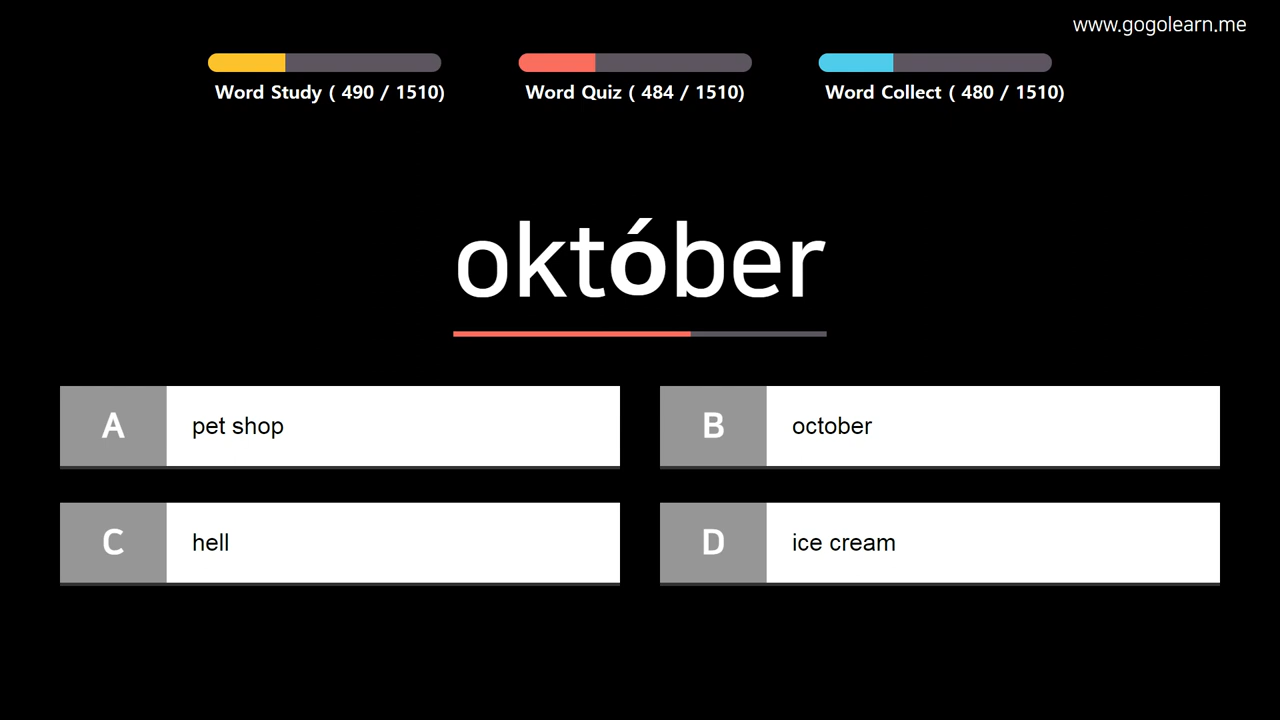 www.gogolearn.me
Word Study ( 490 / 1510)
Word Quiz ( 484 / 1510)
Word Collect ( 480 / 1510)
október
A pet shop
B october
C hell
D ice cream